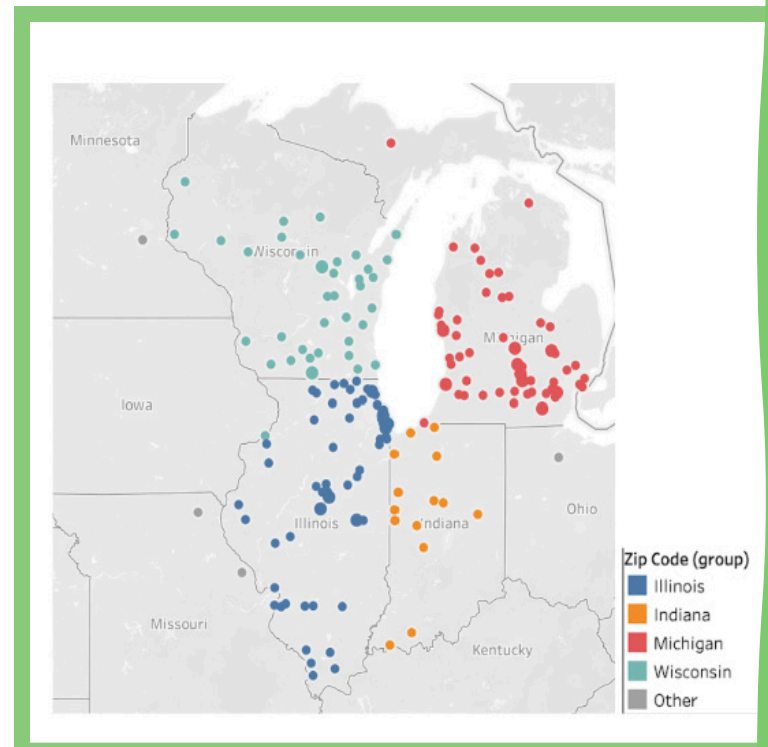 Minnesota
Wisconsin
Michigan
Iowa
Ohio
Illinois
Indiana
Missouri
Kentucky
Zip Code (group)
Illinois
Indiana
Michigan
Wisconsin
Other